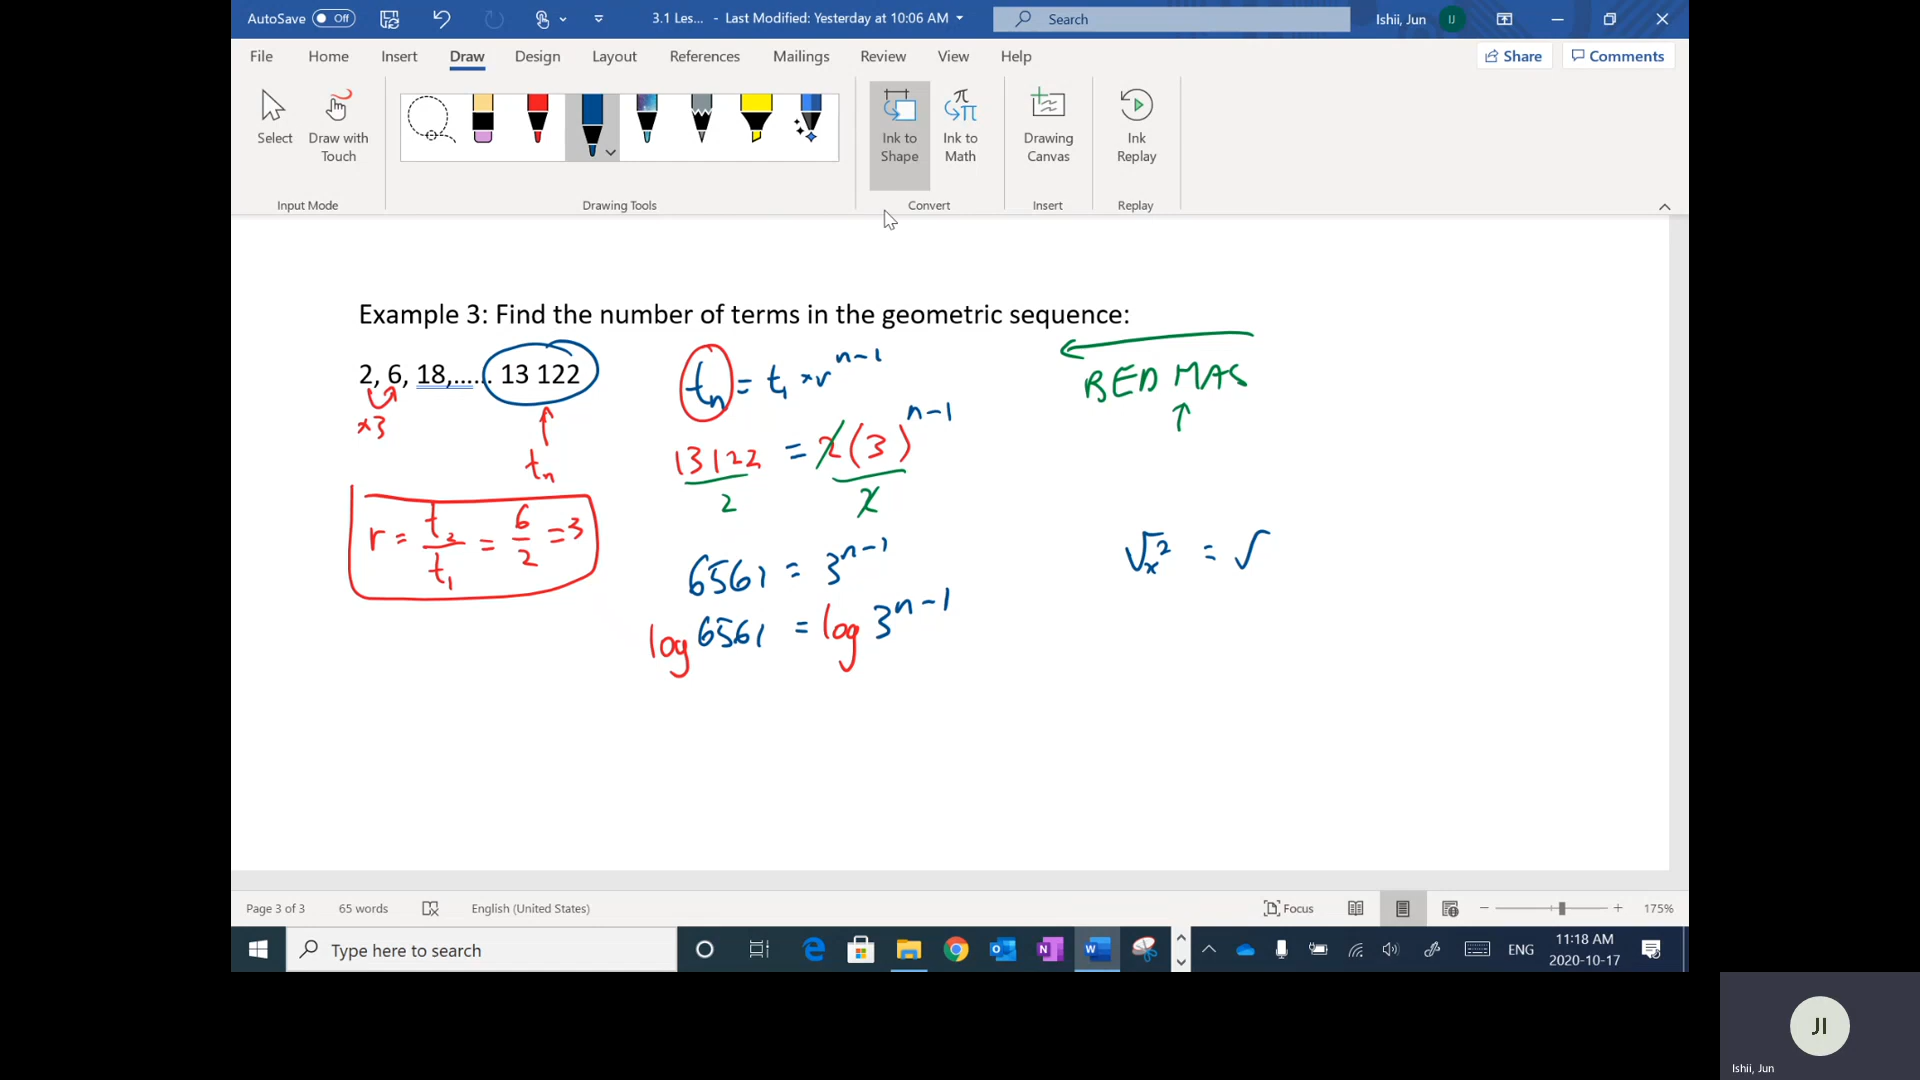 AutoSave Off 3.1 Les... - Last Modified: Yesterday at 10:06 AM Search Ishii, Jun IJ
File Home Insert Draw Design Layout References Mailings Review View Help Share Comments
Select Draw with Touch Ink to Shape Ink to Math Drawing Canvas Ink Replay
Input Mode Drawing Tools Convert Insert Replay
Example 3: Find the number of terms in the geometric sequence:
2, 6, 18,...... 13 122
×3
tₙ
r = t₂/t₁ = 6/2 = 3
tₙ = t₁ × r^(n-1)
13122/2 = 2(3)^(n-1)/2
6561 = 3^(n-1)
log 6561 = log 3^(n-1)
BEDMAS
√x² = √
Page 3 of 3 65 words English (United States) Focus 175%
Type here to search ENG 11:18 AM
2020-10-17
JI
Ishii, Jun